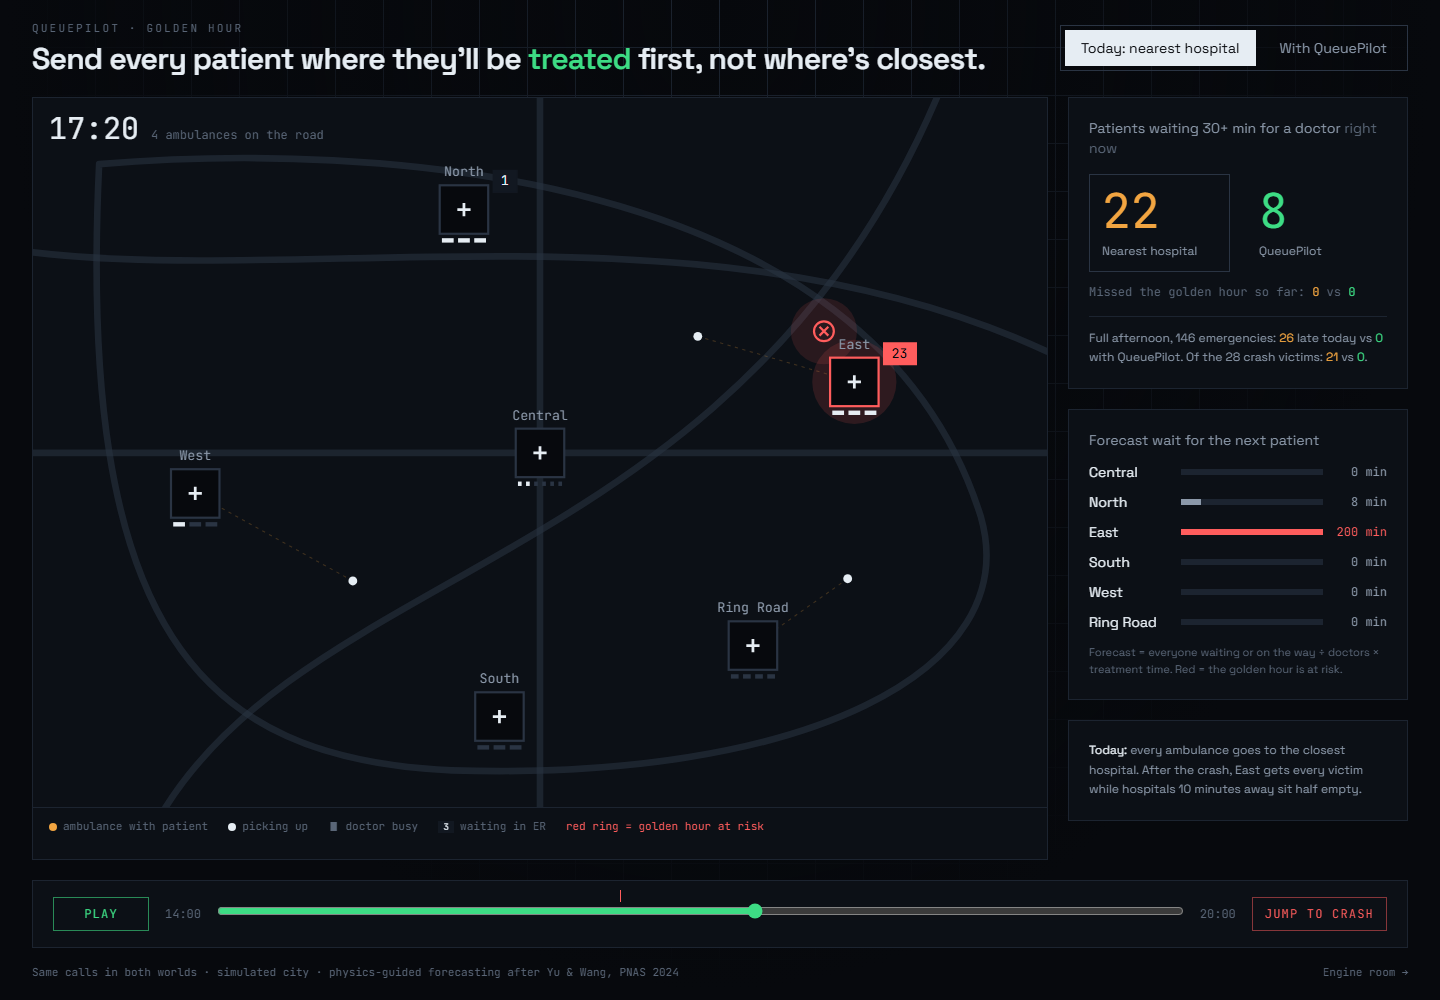 QUEUEPILOT · GOLDEN HOUR
Send every patient where they'll be treated first, not where's closest.
Today: nearest hospital
With QueuePilot
17:20
4 ambulances on the road
North
1
East
23
Central
West
Ring Road
South
ambulance with patient
picking up
doctor busy
3
waiting in ER
red ring = golden hour at risk
Patients waiting 30+ min for a doctor right
now
22
Nearest hospital
8
QueuePilot
Missed the golden hour so far: 0 vs 0
Full afternoon, 146 emergencies: 26 late today vs 0
with QueuePilot. Of the 28 crash victims: 21 vs 0.
Forecast wait for the next patient
Central 0 min
North 8 min
East 200 min
South 0 min
West 0 min
Ring Road 0 min
Forecast = everyone waiting or on the way ÷ doctors ×
treatment time. Red = the golden hour is at risk.
Today: every ambulance goes to the closest
hospital. After the crash, East gets every victim
while hospitals 10 minutes away sit half empty.
PLAY
14:00
20:00
JUMP TO CRASH
Same calls in both worlds · simulated city · physics-guided forecasting after Yu & Wang, PNAS 2024
Engine room →